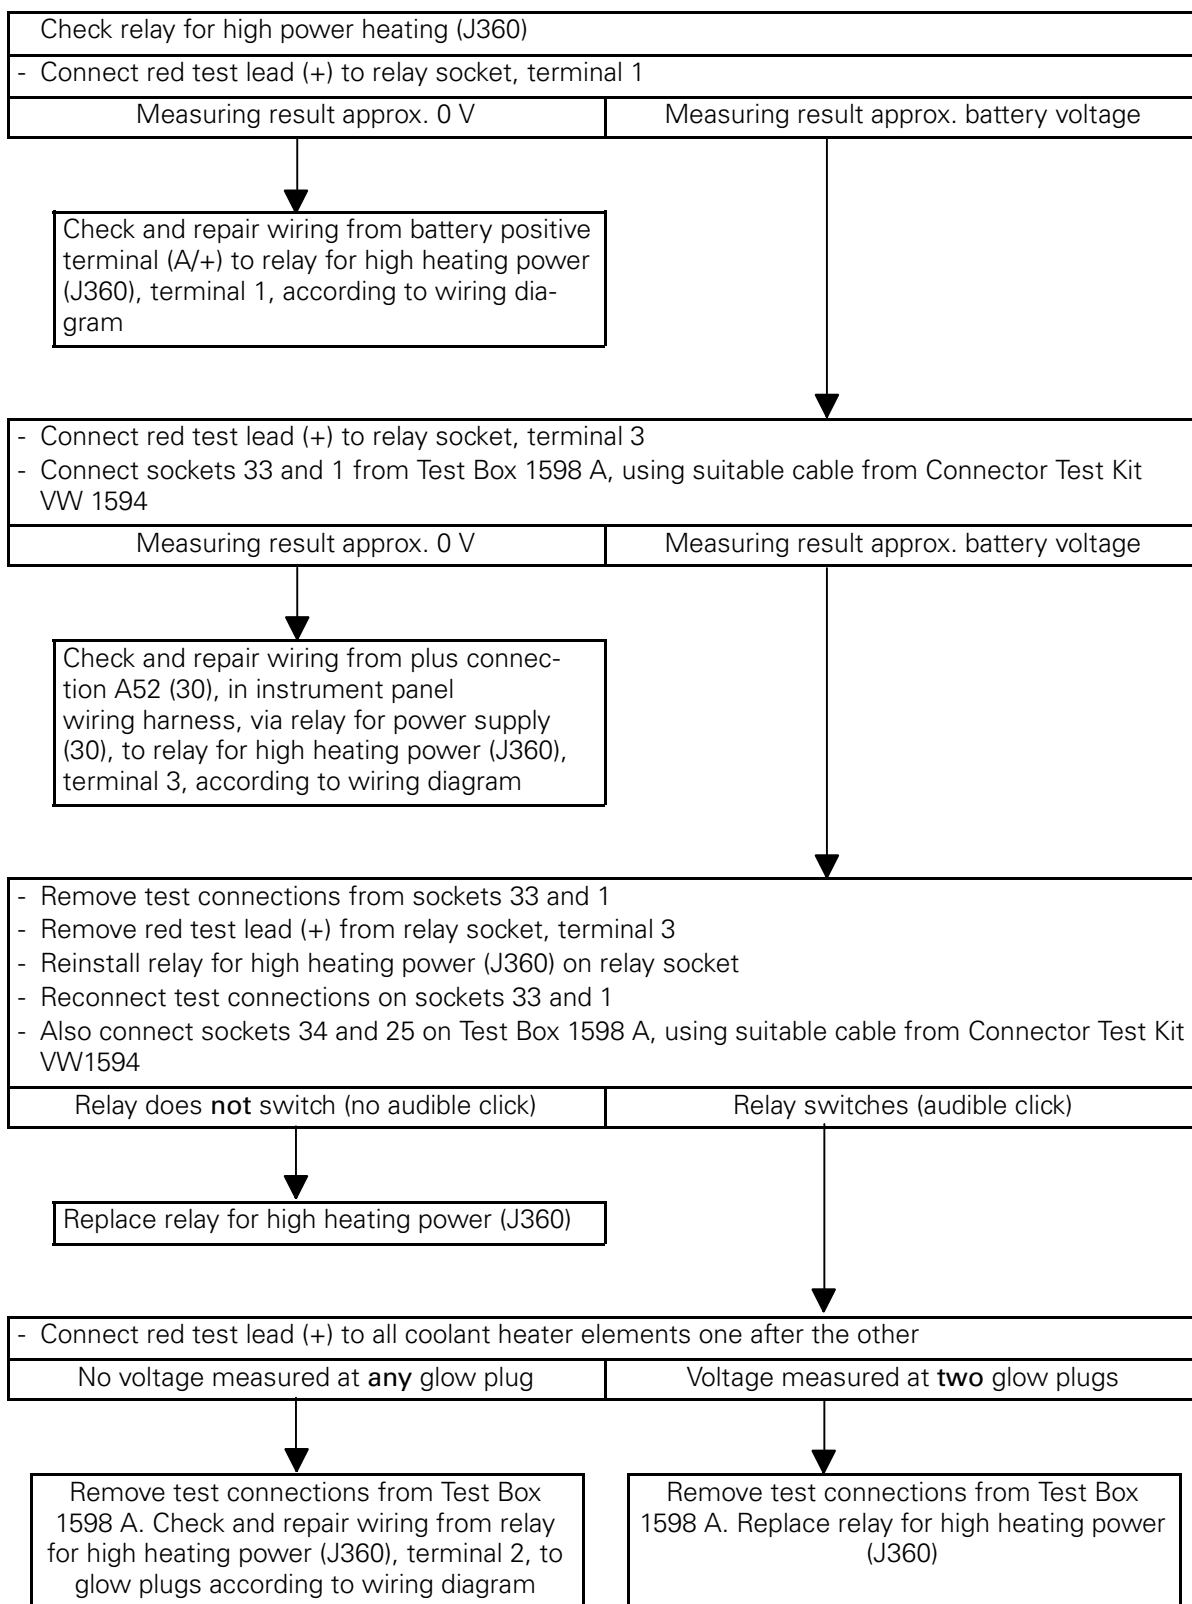 Check relay for high power heating (J360)
- Connect red test lead (+) to relay socket, terminal 1
Measuring result approx. 0 V
Measuring result approx. battery voltage
Check and repair wiring from battery positive
terminal (A/+) to relay for high heating power
(J360), terminal 1, according to wiring dia-
gram
- Connect red test lead (+) to relay socket, terminal 3
- Connect sockets 33 and 1 from Test Box 1598 A, using suitable cable from Connector Test Kit
VW 1594
Measuring result approx. 0 V
Measuring result approx. battery voltage
Check and repair wiring from plus connec-
tion A52 (30), in instrument panel
wiring harness, via relay for power supply
(30), to relay for high heating power (J360),
terminal 3, according to wiring diagram
- Remove test connections from sockets 33 and 1
- Remove red test lead (+) from relay socket, terminal 3
- Reinstall relay for high heating power (J360) on relay socket
- Reconnect test connections on sockets 33 and 1
- Also connect sockets 34 and 25 on Test Box 1598 A, using suitable cable from Connector Test Kit
VW1594
Relay does not switch (no audible click)
Relay switches (audible click)
Replace relay for high heating power (J360)
- Connect red test lead (+) to all coolant heater elements one after the other
No voltage measured at any glow plug
Voltage measured at two glow plugs
Remove test connections from Test Box
1598 A. Check and repair wiring from relay
for high heating power (J360), terminal 2, to
glow plugs according to wiring diagram
Remove test connections from Test Box
1598 A. Replace relay for high heating power
(J360)